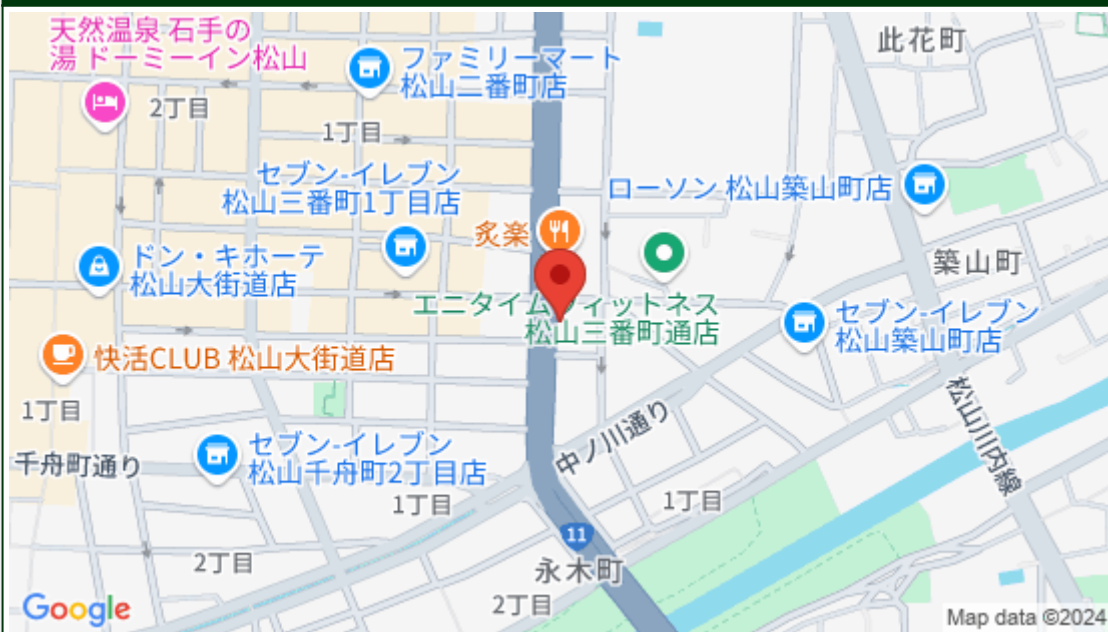 天然温泉 石手の
湯 ドーミーイン松山
ファミリーマート
松山二番町店
此花町
2丁目
1丁目
セブン-イレブン
松山三番町1丁目店
ローソン 松山築山町店
炙楽
ドン・キホーテ
松山大街道店
築山町
エニタイムフィットネス
松山三番町通店
セブン-イレブン
松山築山町店
快活CLUB 松山大街道店
1丁目
中ノ川通り
松山川内線
セブン-イレブン
松山千舟町2丁目店
千舟町通り
1丁目
1丁目
11
2丁目
永木町
2丁目
Google
Map data ©2024